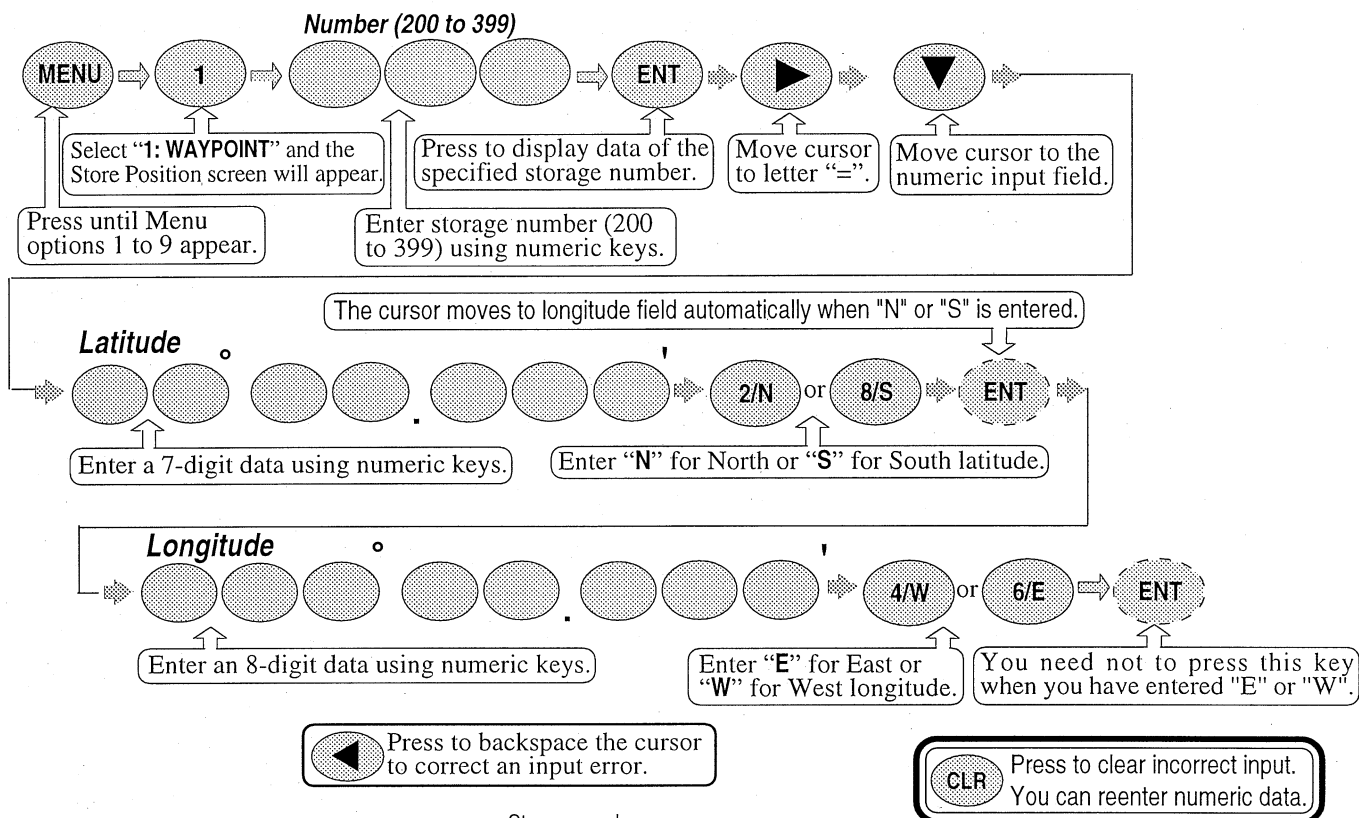 Number (200 to 399)
MENU 1 ENT ▶ ▼
Select “1: WAYPOINT” and the
Store Position screen will appear.
Press to display data of the
specified storage number.
Move cursor
to letter “=”.
Move cursor to the
numeric input field.
Press until Menu
options 1 to 9 appear.
Enter storage number (200
to 399) using numeric keys.
The cursor moves to longitude field automatically when "N" or "S" is entered.
Latitude
° . ' 2/N or 8/S ENT
Enter a 7-digit data using numeric keys.
Enter “N” for North or “S” for South latitude.
Longitude
° . ' 4/W or 6/E ENT
Enter an 8-digit data using numeric keys.
Enter “E” for East or
“W” for West longitude.
You need not to press this key
when you have entered "E" or "W".
◀ Press to backspace the cursor
to correct an input error.
CLR Press to clear incorrect input.
You can reenter numeric data.